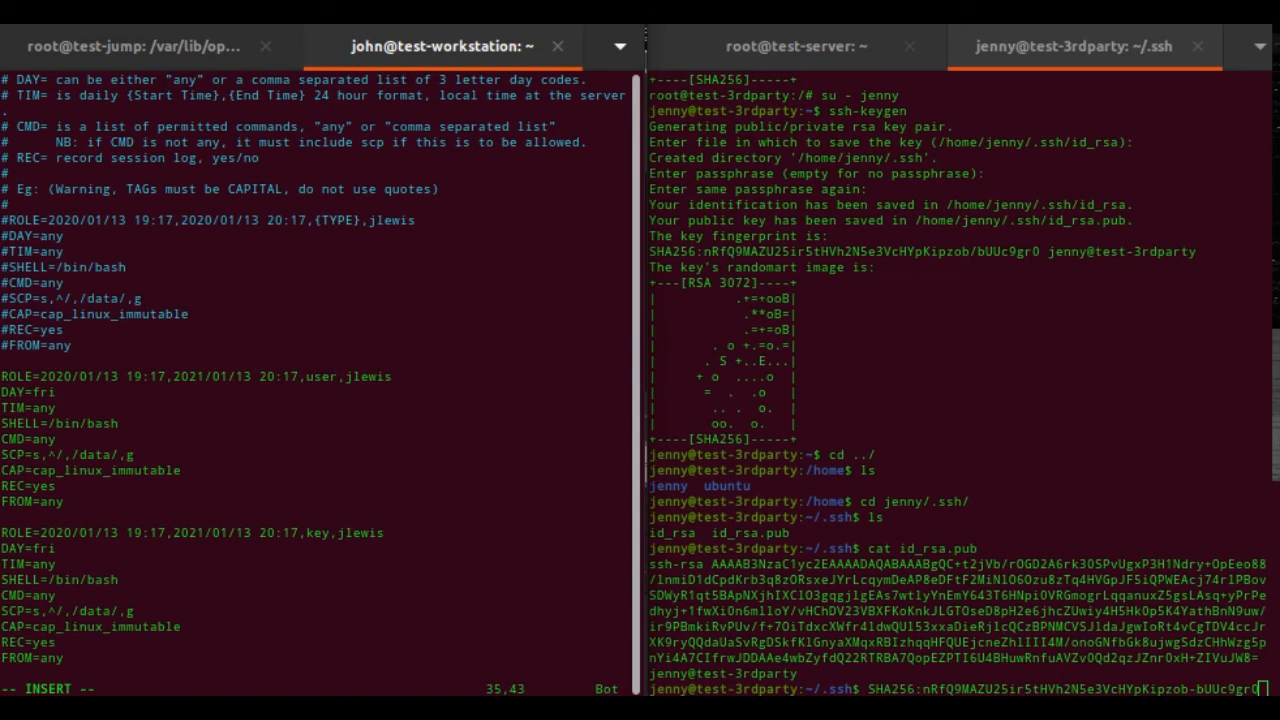 root@test-jump: /var/lib/op...
john@test-workstation: ~
# DAY= can be either "any" or a comma separated list of 3 letter day codes.
# TIM= is daily {Start Time},{End Time} 24 hour format, local time at the server
.
# CMD= is a list of permitted commands, "any" or "comma separated list"
#      NB: if CMD is not any, it must include scp if this is to be allowed.
# REC= record session log, yes/no
#
# Eg: (Warning, TAGs must be CAPITAL, do not use quotes)
#
#ROLE=2020/01/13 19:17,2020/01/13 20:17,{TYPE},jlewis
#DAY=any
#TIM=any
#SHELL=/bin/bash
#CMD=any
#SCP=s,^/,/data/,g
#CAP=cap_linux_immutable
#REC=yes
#FROM=any
ROLE=2020/01/13 19:17,2021/01/13 20:17,user,jlewis
DAY=fri
TIM=any
SHELL=/bin/bash
CMD=any
SCP=s,^/,/data/,g
CAP=cap_linux_immutable
REC=yes
FROM=any
ROLE=2020/01/13 19:17,2021/01/13 20:17,key,jlewis
DAY=fri
TIM=any
SHELL=/bin/bash
CMD=any
SCP=s,^/,/data/,g
CAP=cap_linux_immutable
REC=yes
FROM=any
-- INSERT -- 35,43 Bot
root@test-server: ~
jenny@test-3rdparty: ~/.ssh
+----[SHA256]-----+
root@test-3rdparty:/# su - jenny
jenny@test-3rdparty:~$ ssh-keygen
Generating public/private rsa key pair.
Enter file in which to save the key (/home/jenny/.ssh/id_rsa):
Created directory '/home/jenny/.ssh'.
Enter passphrase (empty for no passphrase):
Enter same passphrase again:
Your identification has been saved in /home/jenny/.ssh/id_rsa.
Your public key has been saved in /home/jenny/.ssh/id_rsa.pub.
The key fingerprint is:
SHA256:nRfQ9MAZU25ir5tHVh2N5e3VcHYpKipzob/bUUc9gr0 jenny@test-3rdparty
The key's randomart image is:
+---[RSA 3072]----+
|          .+=+ooB|
|           .**oB=|
|           .=+=oB|
|       . o +.=o.=|
|      . S +..E...|
|     + o  ....o  |
|      =  .  .o   |
|       .. .  o.  |
|       oo.  o.   |
+----[SHA256]-----+
jenny@test-3rdparty:~$ cd ../
jenny@test-3rdparty:/home$ ls
jenny  ubuntu
jenny@test-3rdparty:/home$ cd jenny/.ssh/
jenny@test-3rdparty:~/.ssh$ ls
id_rsa  id_rsa.pub
jenny@test-3rdparty:~/.ssh$ cat id_rsa.pub
ssh-rsa
jenny@test-3rdparty
jenny@test-3rdparty:~/.ssh$ SHA256:nRfQ9MAZU25ir5tHVh2N5e3VcHYpKipzob-bUUc9gr0